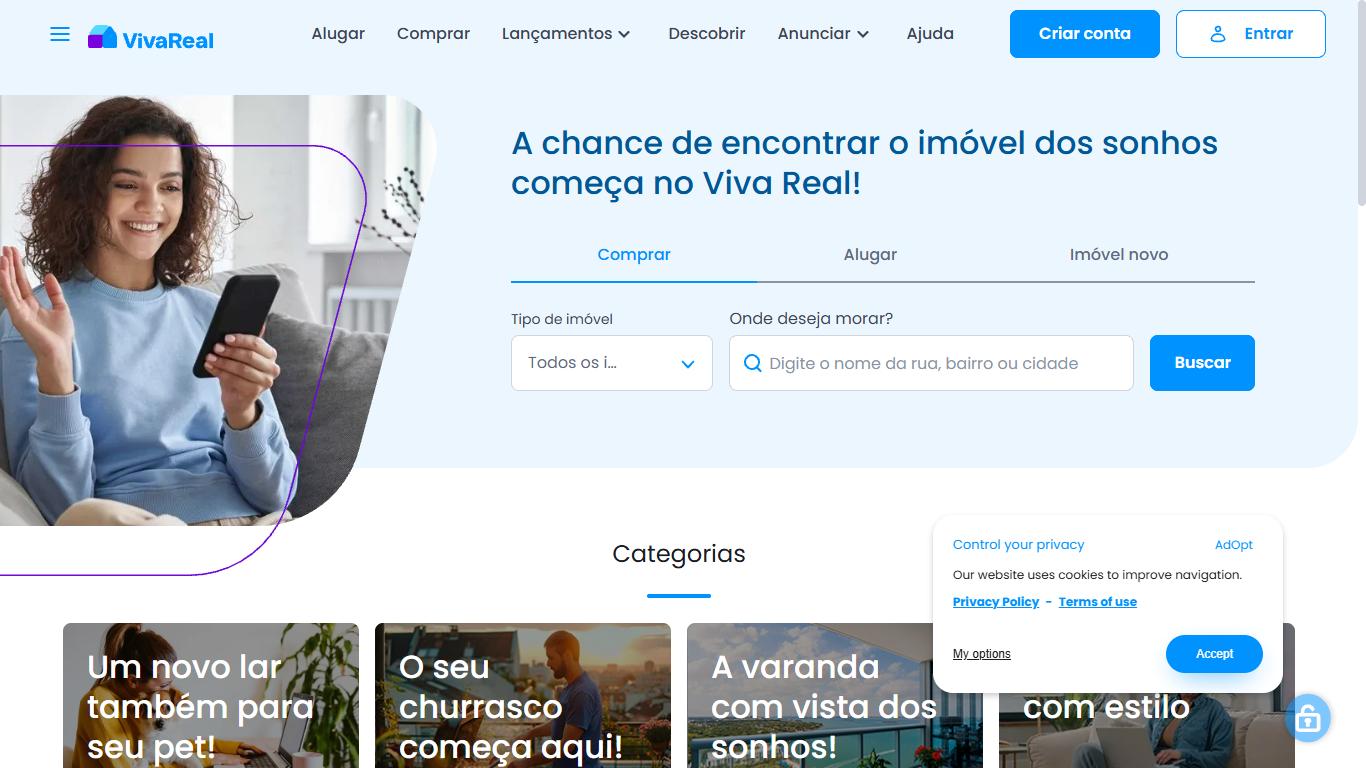 VivaReal
Alugar
Comprar
Lançamentos
Descobrir
Anunciar
Ajuda
Criar conta
Entrar
A chance de encontrar o imóvel dos sonhos
começa no Viva Real!
Comprar
Alugar
Imóvel novo
Tipo de imóvel
Onde deseja morar?
Todos os i...
Digite o nome da rua, bairro ou cidade
Buscar
Categorias
Um novo lar
também para
seu pet!
O seu
churrasco
começa aqui!
A varanda
com vista dos
sonhos!
com estilo
Control your privacy
AdOpt
Our website uses cookies to improve navigation.
Privacy Policy - Terms of use
My options
Accept